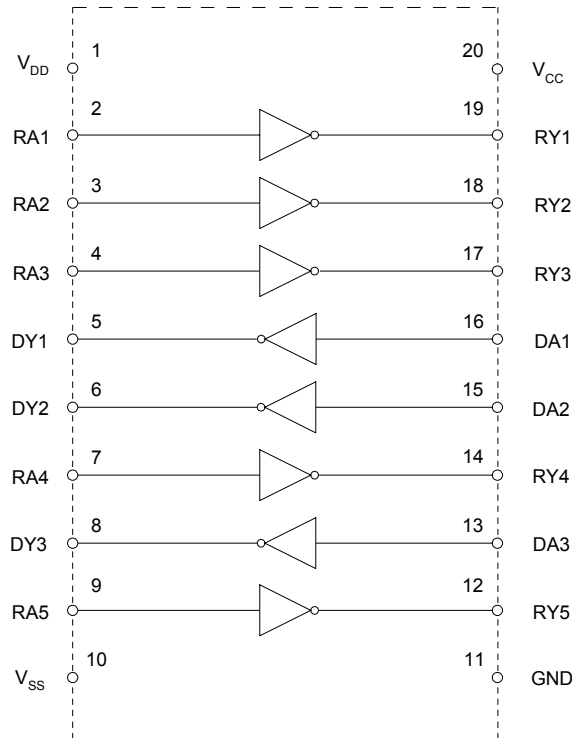 V_DD 1 20 V_CC
RA1 2 19 RY1
RA2 3 18 RY2
RA3 4 17 RY3
DY1 5 16 DA1
DY2 6 15 DA2
RA4 7 14 RY4
DY3 8 13 DA3
RA5 9 12 RY5
V_SS 10 11 GND